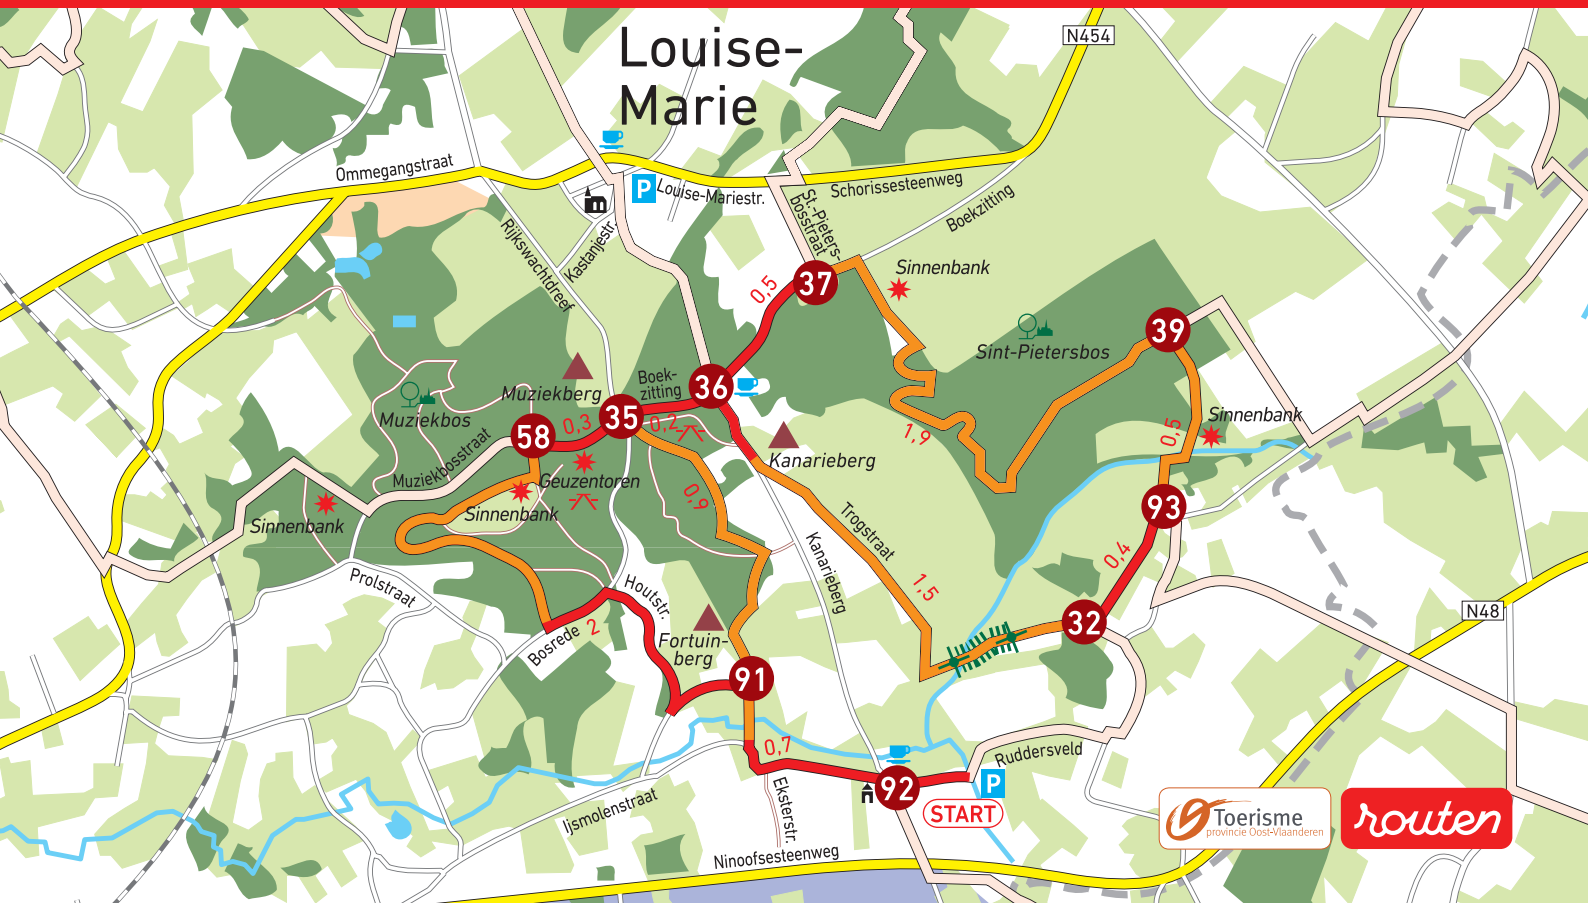 Louise-
Marie
N454
Ommegangstraat
P
Louise-Mariestr.
Schorissesteenweg
St.-Pieters-
bosstraat
Boekzitting
Rijkswachtdreef
Kastanjestr.
37
Sinnenbank
0,5
39
Sint-Pietersbos
Boek-
zitting
36
Muziekberg
35
0,2
0,3
58
Muziekbos
Muziekbosstraat
1,9
0,5
Sinnenbank
Kanarieberg
Geuzentoren
Sinnenbank
Sinnenbank
0,9
93
Trogstraat
Kanarieberg
0,4
1,5
Prolstraat
Houtstr.
Bosrede
2
Fortuin-
berg
32
N48
91
0,7
Ruddersveld
92
P
START
Ijsmolenstraat
Eksterstr.
Ninoofsesteenweg
Toerisme
provincie Oost-Vlaanderen
routen